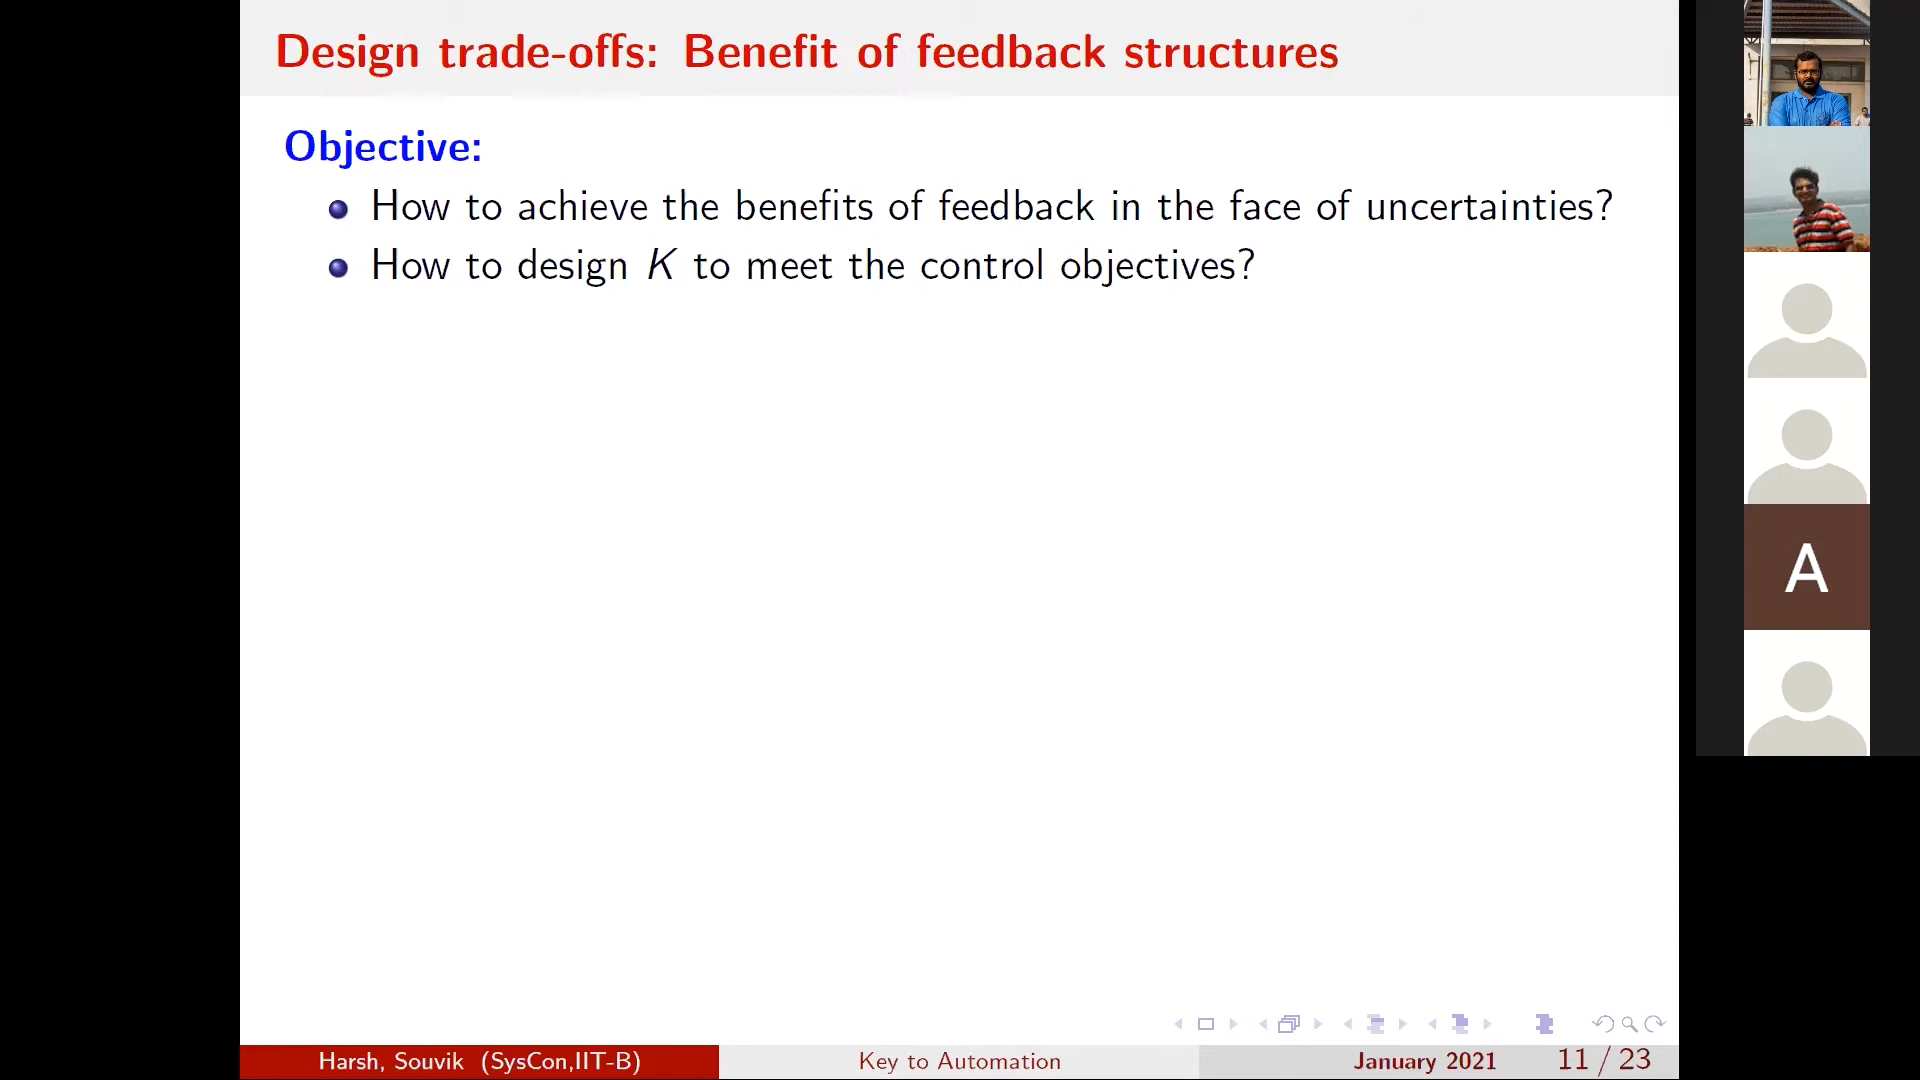 Design trade-offs: Benefit of feedback structures
Objective:
How to achieve the benefits of feedback in the face of uncertainties?
How to design K to meet the control objectives?
A
Harsh, Souvik (SysCon,IIT-B)
Key to Automation
January 2021
11 / 23